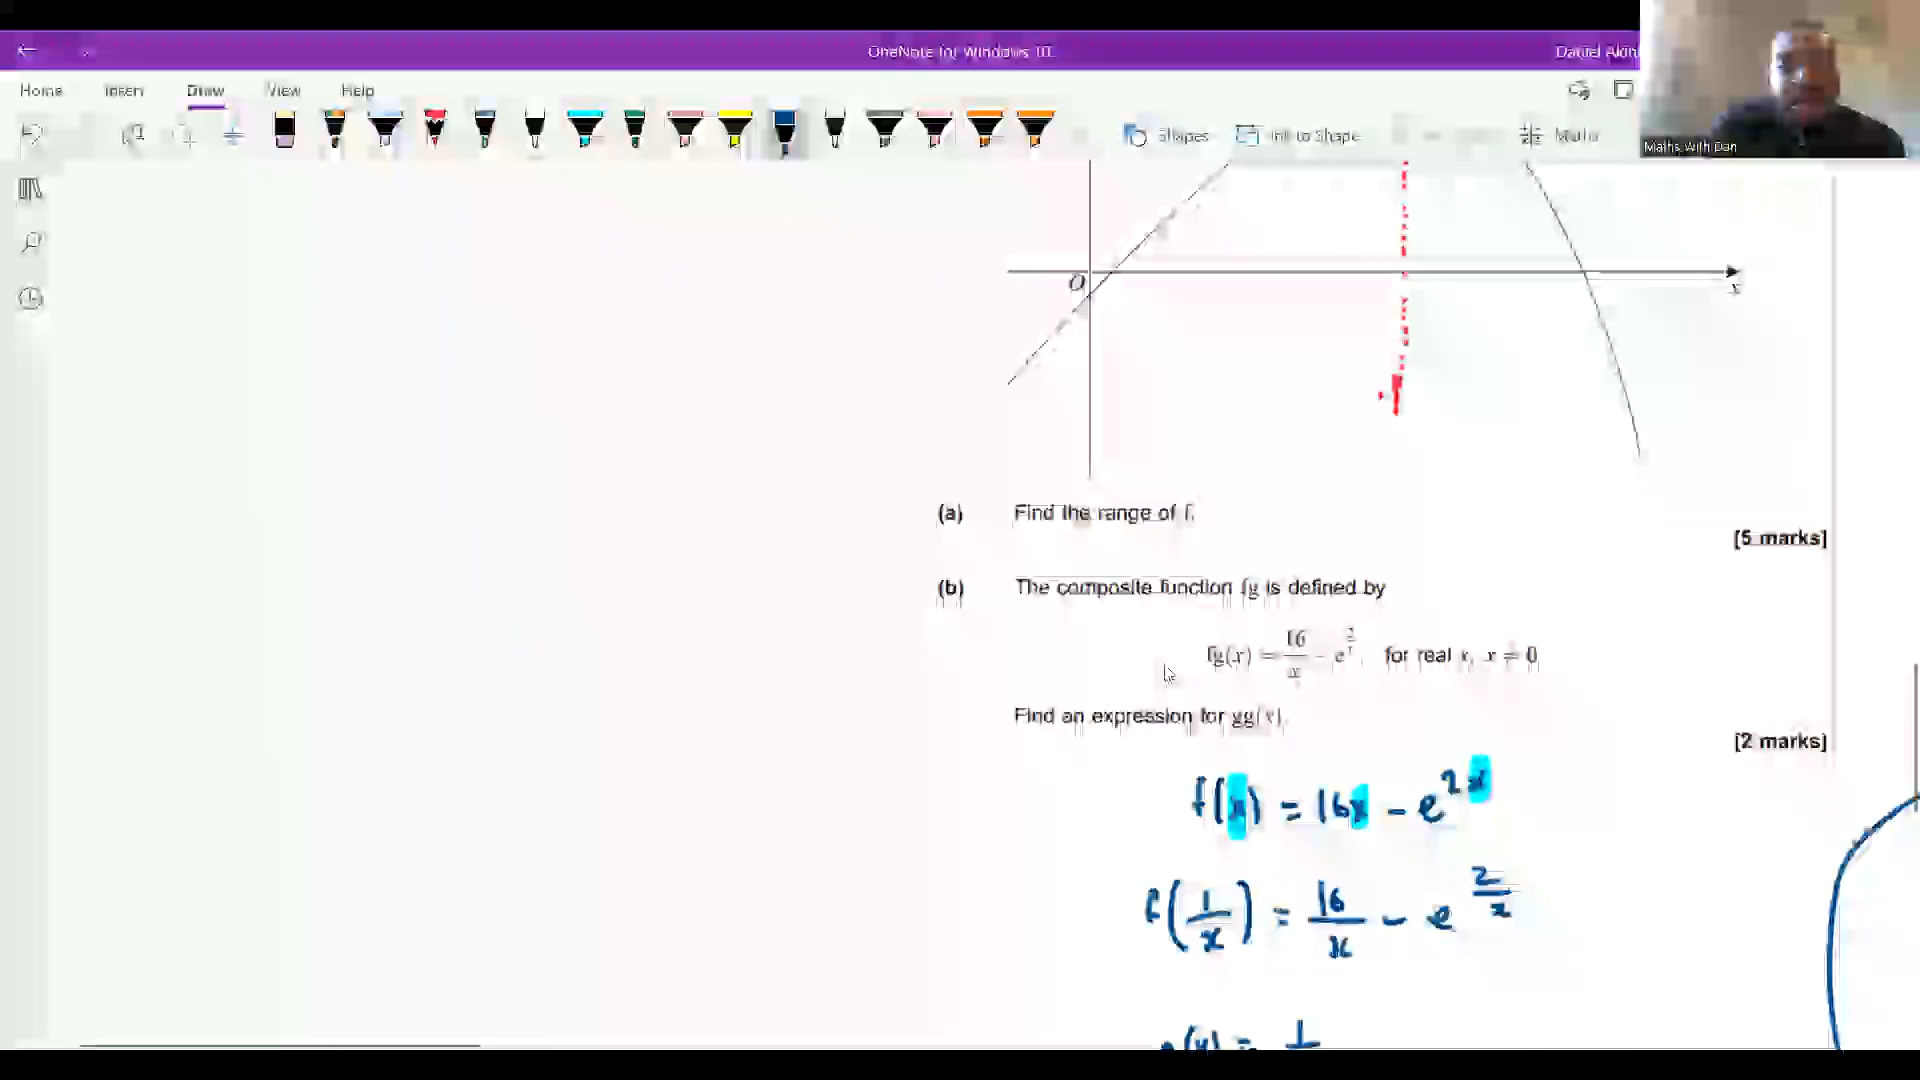 OneNote for Windows 10
Home Insert Draw View Help
Shapes Ink to Shape Maths
Maths With Dan
O
x
(a) Find the range of f.
[5 marks]
(b) The composite function fg is defined by
fg(x) = 16/x - e^(2/x), for real x, x ≠ 0
Find an expression for gg(x).
[2 marks]
f(x) = 16x - e^(2x)
f(1/x) = 16/x - e^(2/x)